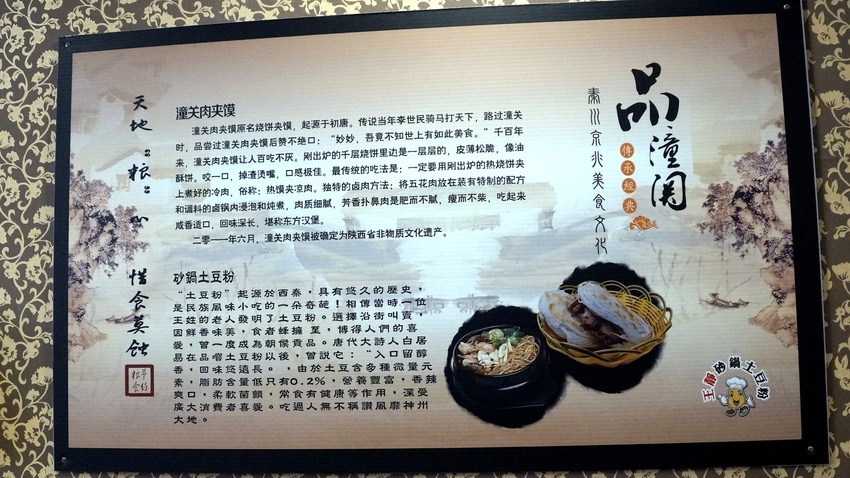 品潼関
傳承經典
秦川京兆美食文化
潼关肉夹馍
潼关肉夹馍原名烧饼夹馍，起源于初唐。传说当年李世民骑马打天下，路过潼关
时，品尝过潼关肉夹馍后赞不绝口：“妙妙，吾竟不知世上有如此美食。”千百年
来，潼关肉夹馍让人百吃不厌。刚出炉的千层烧饼里边是一层层的，皮薄松脆，像油
酥饼。咬一口，掉渣烫嘴，口感极佳。最传统的吃法是：一定要用刚出炉的热烧饼夹
上煮好的冷肉，俗称：热馍夹凉肉。独特的卤肉方法：将五花肉放在装有特制的配方
和调料的卤锅内浸泡和炖煮，肉质细腻，芳香扑鼻肉是肥而不腻，瘦而不柴，吃起来
咸香适口，回味深长，堪称东方汉堡。
二零一一年六月，潼关肉夹馍被确定为陕西省非物质文化遗产。
砂鍋土豆粉
“土豆粉”起源於西秦，具有悠久的歷史，
是民族風味小吃的一朵奇葩！相傳當時一位
王姓的老人發明了土豆粉。選擇沿街叫賣，
因鮮香味美，食者蜂擁至，博得人們的喜
愛，曾一度成為朝侯貢品。唐代大詩人白居
易在品嘗土豆粉以後，曾說它：“入口留醇
香，回味悠遠長。”，由於土豆含多種微量元
素，脂肪含量低只有0.2%，營養豐富，香辣
爽口，柔軟菌顫，常食有健康等作用，深受
廣大消費者喜愛。吃過人無不稱讚風靡神州
大地。
天地“粮”心 惜食莫蚀
砂鍋土豆粉